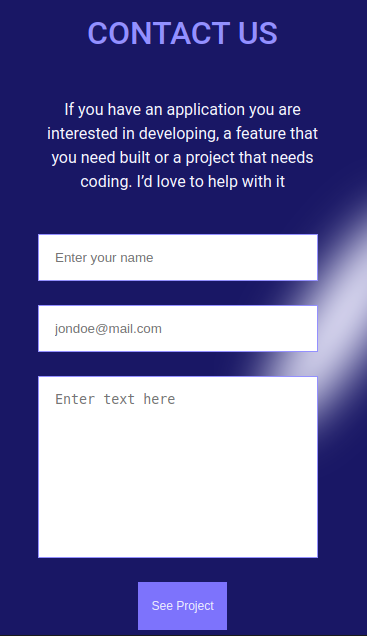 CONTACT US
If you have an application you are
interested in developing, a feature that
you need built or a project that needs
coding. I’d love to help with it
Enter your name
jondoe@mail.com
Enter text here
See Project